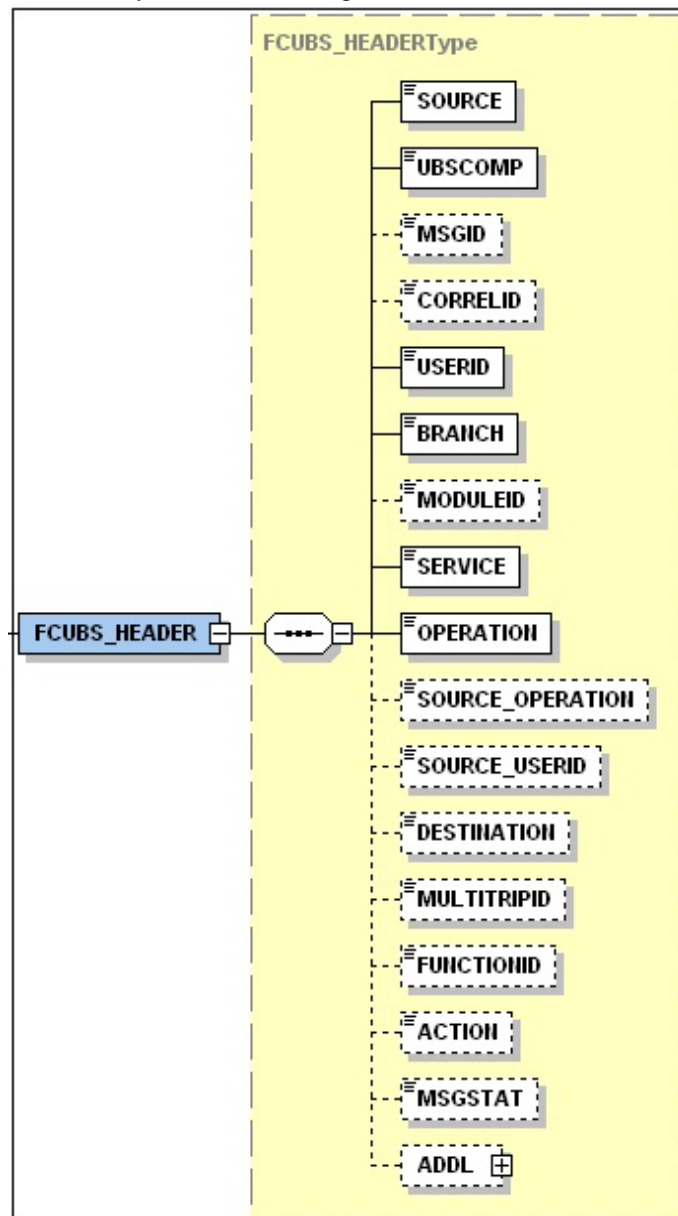 FCUBS_HEADERType
SOURCE
UBSCOMP
MSGID
CORRELID
USERID
BRANCH
MODULEID
SERVICE
FCUBS_HEADER
OPERATION
SOURCE_OPERATION
SOURCE_USERID
DESTINATION
MULTITRIPID
FUNCTIONID
ACTION
MSGSTAT
ADDL